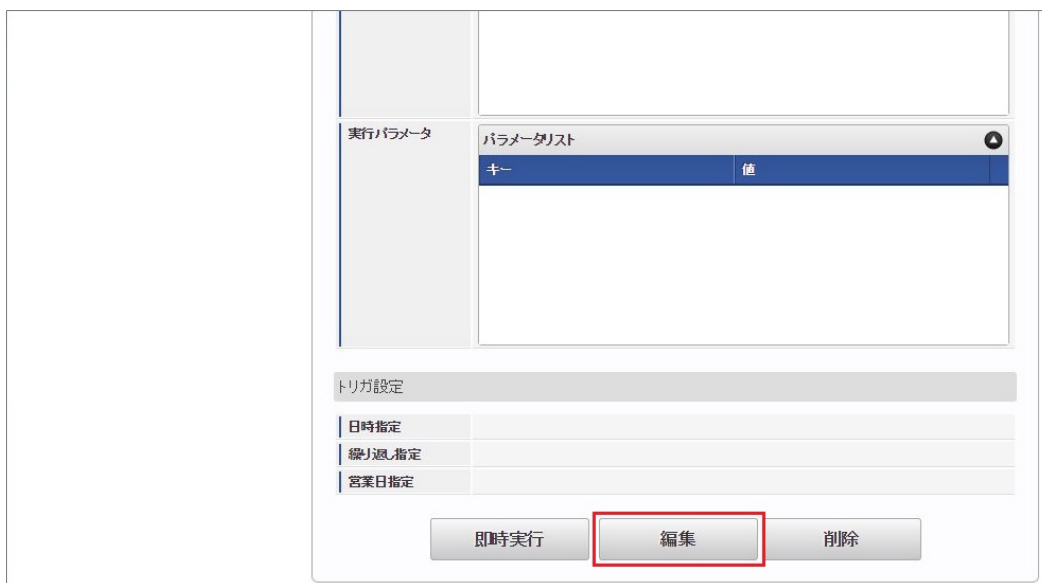 実行パラメータ
パラメータリスト
キー 値
トリガ設定
日時指定
繰り返し指定
営業日指定
即時実行 編集 削除